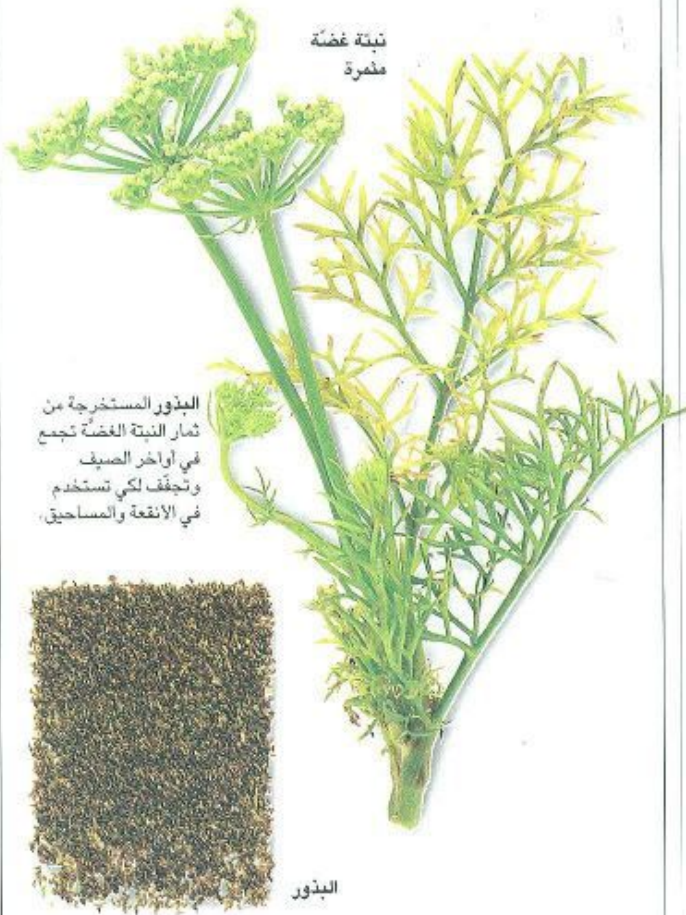 نبتة غضّة
مثمرة
البذور المستخرجة من
ثمار النبتة الغضّة تجمع
في أواخر الصيف
وتجفّف لكي تستخدم
في الأنقعة والمساحيق.
البذور